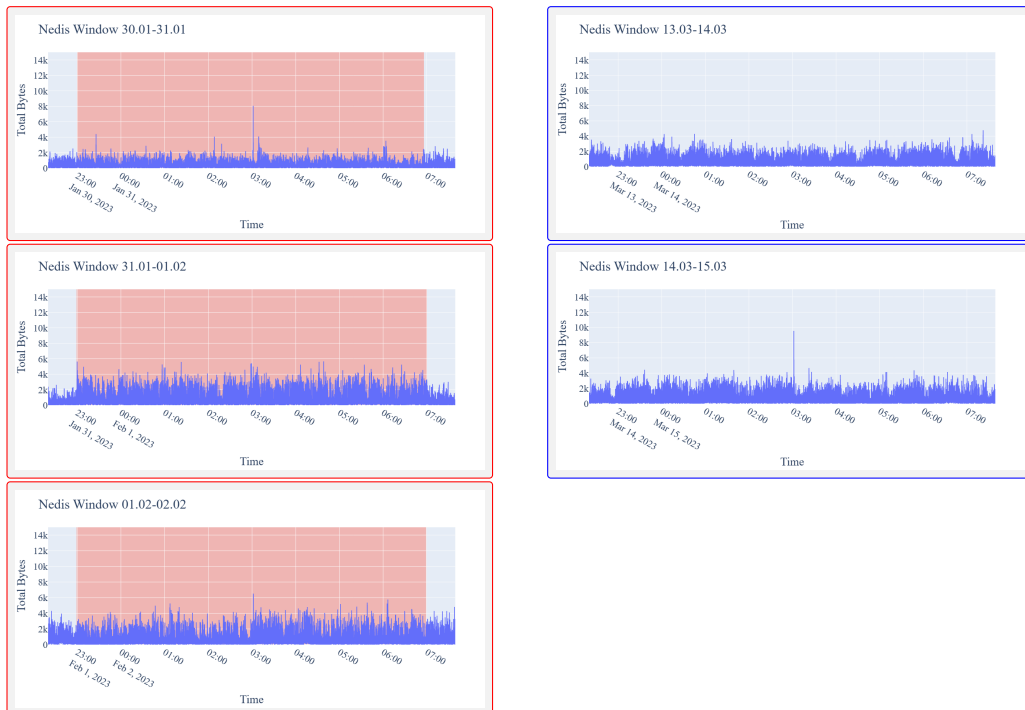 Nedis Window 30.01-31.01
Total Bytes
14k
12k
10k
8k
6k
4k
2k
0
23:00 00:00 01:00 02:00 03:00 04:00 05:00 06:00 07:00
Jan 30, 2023 Jan 31, 2023
Time
Nedis Window 13.03-14.03
Total Bytes
14k
12k
10k
8k
6k
4k
2k
0
23:00 00:00 01:00 02:00 03:00 04:00 05:00 06:00 07:00
Mar 13, 2023 Mar 14, 2023
Time
Nedis Window 31.01-01.02
Total Bytes
14k
12k
10k
8k
6k
4k
2k
0
23:00 00:00 01:00 02:00 03:00 04:00 05:00 06:00 07:00
Jan 31, 2023 Feb 1, 2023
Time
Nedis Window 14.03-15.03
Total Bytes
14k
12k
10k
8k
6k
4k
2k
0
23:00 00:00 01:00 02:00 03:00 04:00 05:00 06:00 07:00
Mar 14, 2023 Mar 15, 2023
Time
Nedis Window 01.02-02.02
Total Bytes
14k
12k
10k
8k
6k
4k
2k
0
23:00 00:00 01:00 02:00 03:00 04:00 05:00 06:00 07:00
Feb 1, 2023 Feb 2, 2023
Time